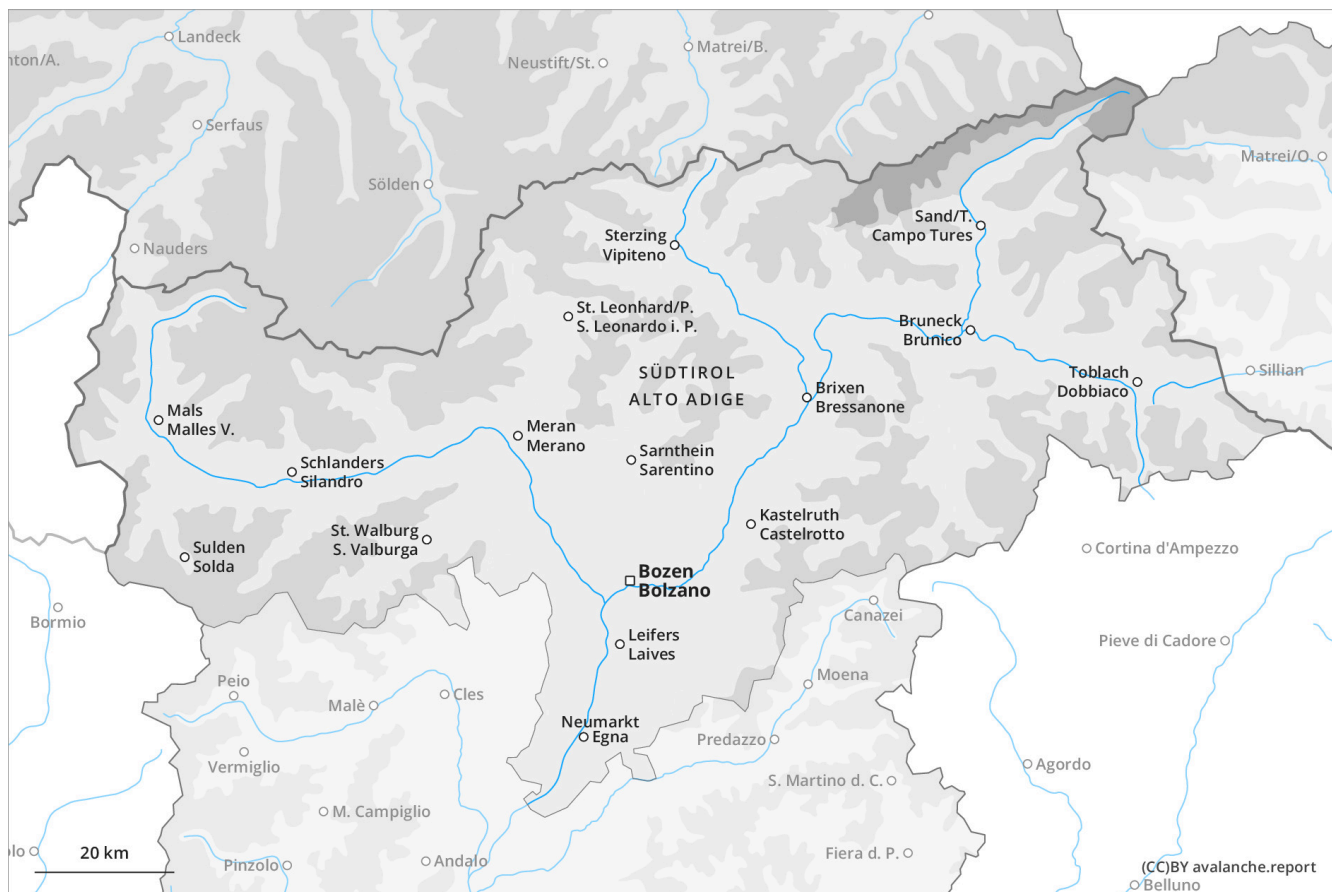 Landeck
nton/A.
Matrei/B.
Neustift/St.
Serfaus
Matrei/O.
Sölden
Sand/T.
Campo Tures
Sterzing
Vipiteno
Nauders
St. Leonhard/P.
S. Leonardo i. P.
Bruneck
Brunico
SÜDTIROL
ALTO ADIGE
Toblach
Dobbiaco
Sillian
Brixen
Bressanone
Mals
Malles V.
Meran
Merano
Schlanders
Silandro
Sarnthein
Sarentino
Kastelruth
Castelrotto
St. Walburg
S. Valburga
Sulden
Solda
Cortina d'Ampezzo
Bozen
Bolzano
Bormio
Canazei
Leifers
Laives
Pieve di Cadore
Peio
Moena
Malè
Cles
Neumarkt
Egna
Predazzo
Vermiglio
Agordo
S. Martino d. C.
M. Campiglio
olo
20 km
Pinzolo
Andalo
Fiera d. P.
(CC)BY avalanche.report
Belluno